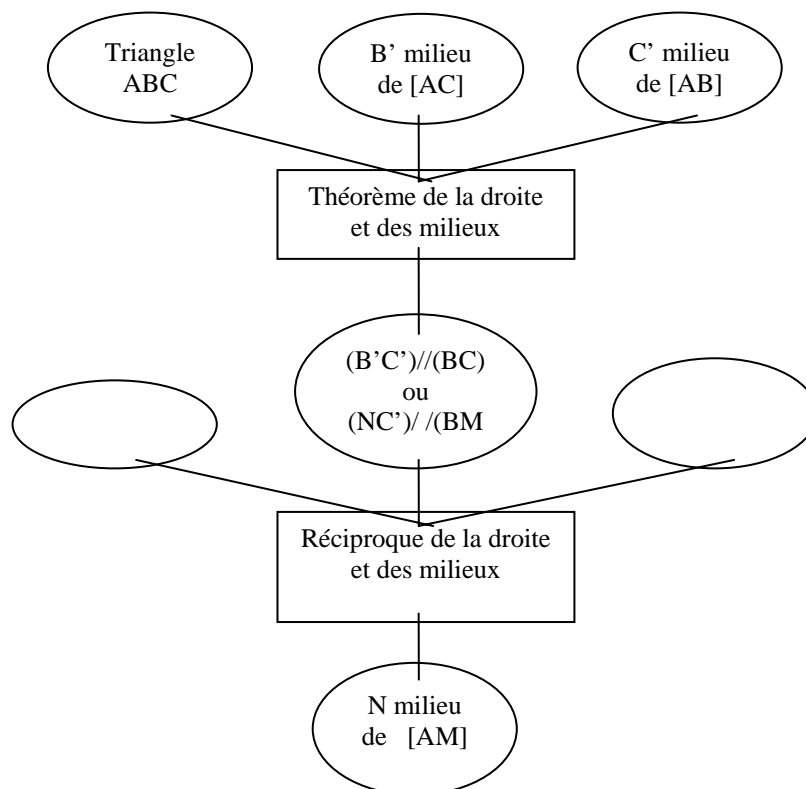 Triangle
ABC
B’ milieu
de [AC]
C’ milieu
de [AB]
Théorème de la droite
et des milieux
(B’C’)//(BC)
ou
(NC’)/ /(BM
Réciproque de la droite
et des milieux
N milieu
de [AM]